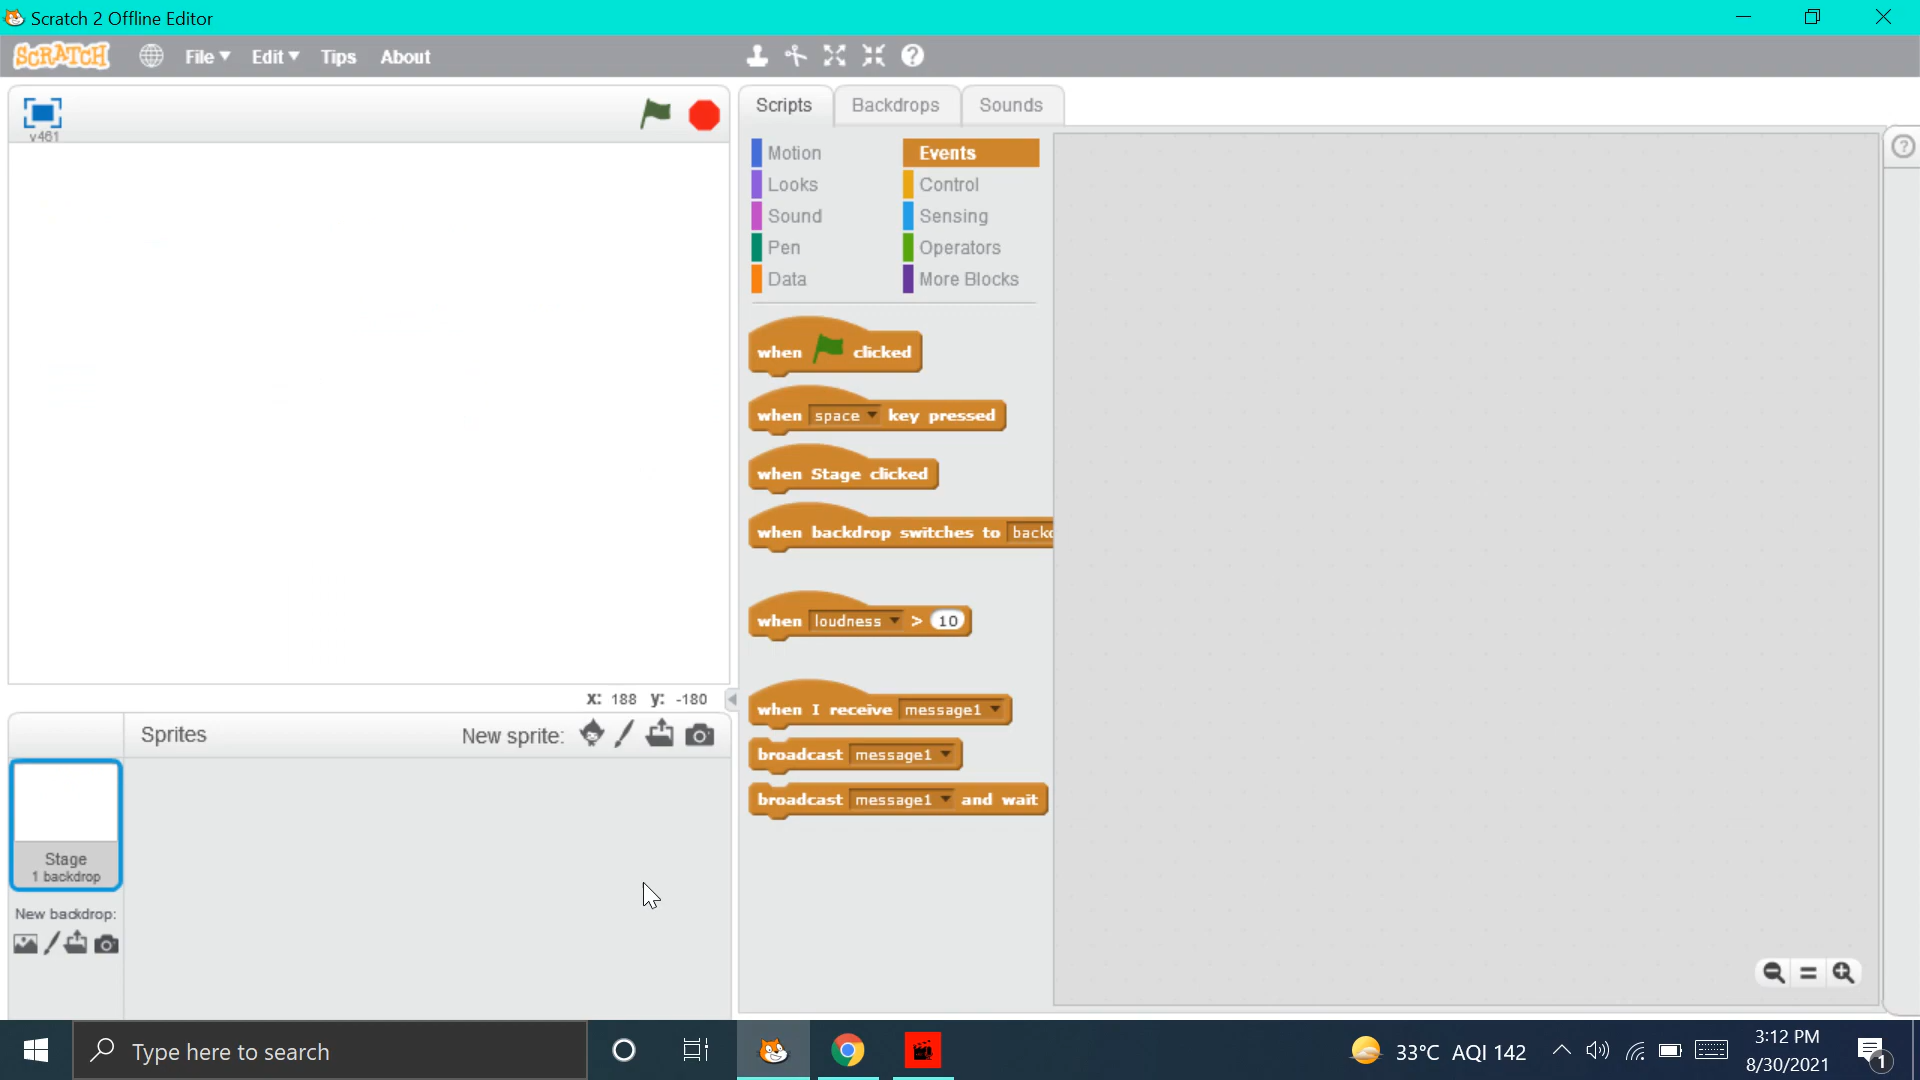 Scratch 2 Offline Editor
SCRATCH File Edit Tips About
v461
Scripts Backdrops Sounds
Motion Events
Looks Control
Sound Sensing
Pen Operators
Data More Blocks
when clicked
when space key pressed
when Stage clicked
when backdrop switches to
when loudness > 10
when I receive message1
broadcast message1
broadcast message1 and wait
x: 188 y: -180
Sprites New sprite:
Stage
1 backdrop
New backdrop:
Type here to search
33°C AQI 142
3:12 PM
8/30/2021
1